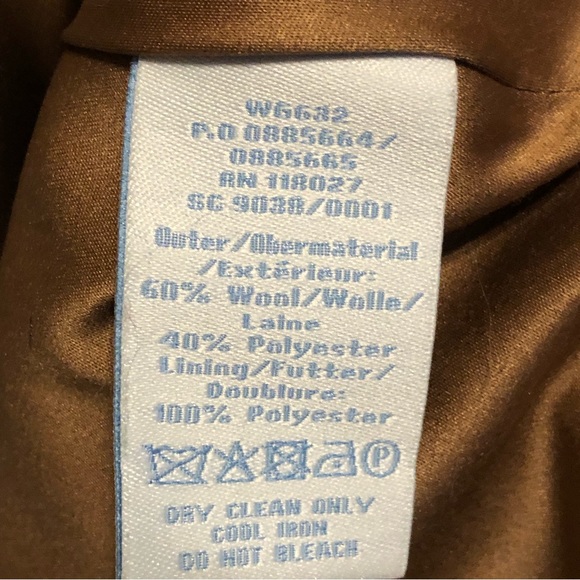 W6632
P.O 0885664/
0885665
RN 118027
SC 9038/0001
Outer/Obermaterial
/Extérieur:
60% Wool/Wolle/
Laine
40% Polyester
Lining/Futter/
Doublure:
100% Polyester
P
DRY CLEAN ONLY
COOL IRON
DO NOT BLEACH